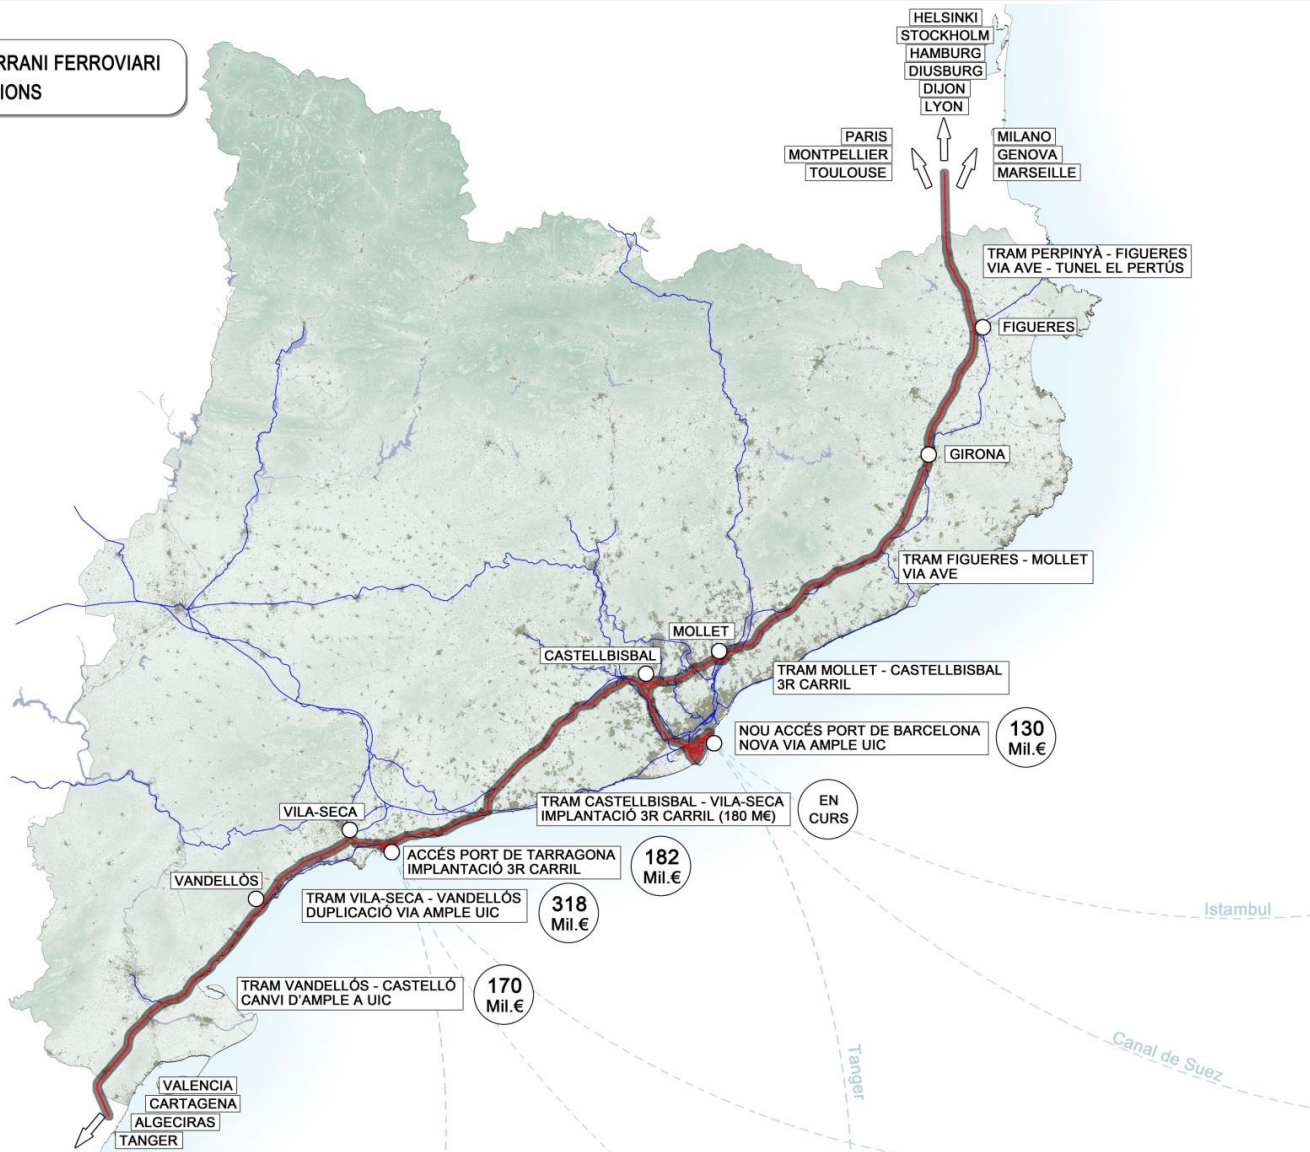 RRANI FERROVIARI
IONS
HELSINKI
STOCKHOLM
HAMBURG
DIUSBURG
DIJON
LYON
PARIS
MONTPELLIER
TOULOUSE
MILANO
GENOVA
MARSEILLE
TRAM PERPINYÀ - FIGUERES
VIA AVE - TUNEL EL PERTÚS
FIGUERES
GIRONA
TRAM FIGUERES - MOLLET
VIA AVE
MOLLET
CASTELLBISBAL
TRAM MOLLET - CASTELLBISBAL
3R CARRIL
NOU ACCÉS PORT DE BARCELONA
NOVA VIA AMPLE UIC
130
Mil.€
TRAM CASTELLBISBAL - VILA-SECA
IMPLANTACIÓ 3R CARRIL (180 M€)
EN
CURS
VILA-SECA
ACCÉS PORT DE TARRAGONA
IMPLANTACIÓ 3R CARRIL
182
Mil.€
VANDELLÒS
TRAM VILA-SECA - VANDELLÓS
DUPLICACIÓ VIA AMPLE UIC
318
Mil.€
Istambul
TRAM VANDELLÓS - CASTELLÓ
CANVI D'AMPLE A UIC
170
Mil.€
Tanger
Canal de Suez
VALENCIA
CARTAGENA
ALGECIRAS
TANGER